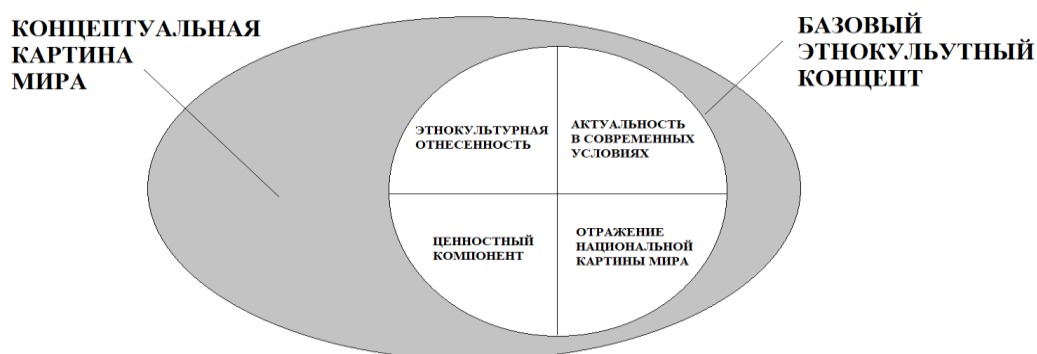 КОНЦЕПТУАЛЬНАЯ
КАРТИНА
МИРА
БАЗОВЫЙ
ЭТНОКУЛЬУТНЫЙ
КОНЦЕПТ
ЭТНОКУЛЬТУРНАЯ
ОТНЕСЕННОСТЬ
АКТУАЛЬНОСТЬ
В СОВРЕМЕННЫХ
УСЛОВИЯХ
ЦЕННОСТНЫЙ
КОМПОНЕНТ
ОТРАЖЕНИЕ
НАЦИОНАЛЬНОЙ
КАРТИНЫ МИРА